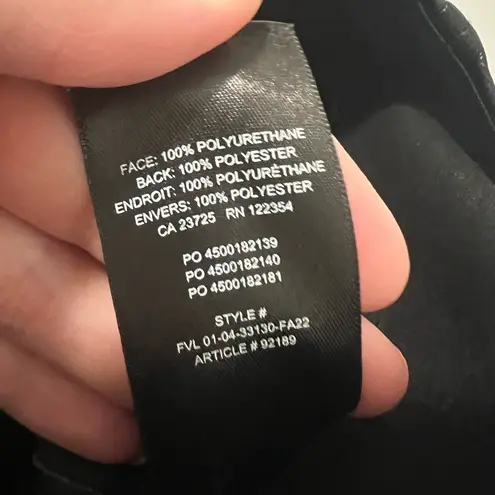 FACE: 100% POLYURETHANE
BACK: 100% POLYESTER
ENDROIT: 100% POLYURÉTHANE
ENVERS: 100% POLYESTER
CA 23725 RN 122354
PO 4500182139
PO 4500182140
PO 4500182181
STYLE #
FVL 01-04-33130-FA22
ARTICLE # 92189